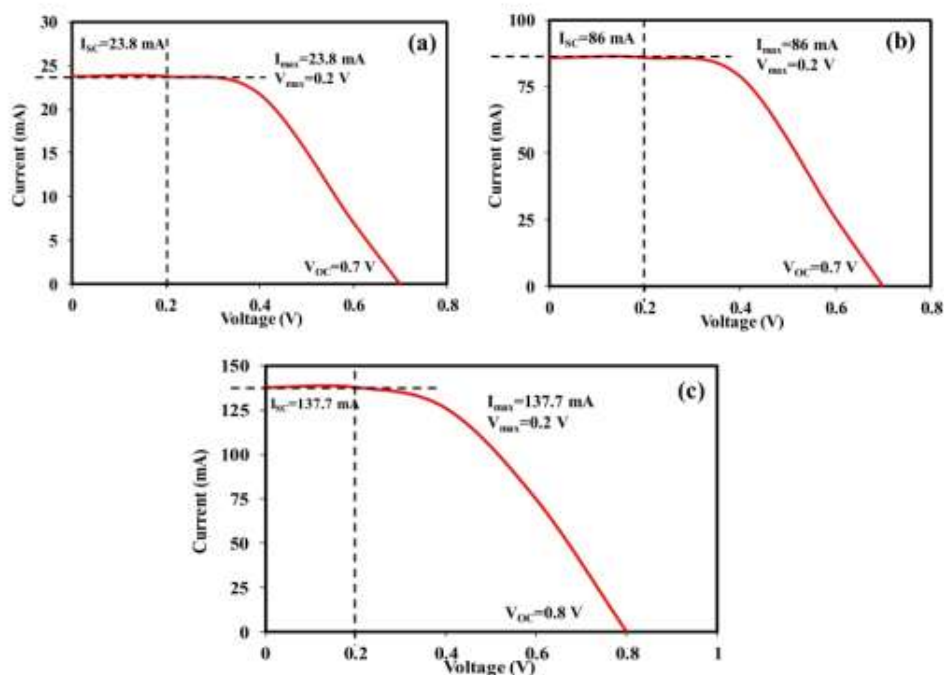 30
25
20
15
10
5
0
Current (mA)
I_SC=23.8 mA
(a)
I_max=23.8 mA
V_max=0.2 V
V_OC=0.7 V
0 0.2 0.4 0.6 0.8
Voltage (V)
100
75
50
25
0
Current (mA)
I_SC=86 mA
(b)
I_max=86 mA
V_max=0.2 V
V_OC=0.7 V
0 0.2 0.4 0.6 0.8
Voltage (V)
150
125
100
75
50
25
0
Current (mA)
(c)
I_SC=137.7 mA
I_max=137.7 mA
V_max=0.2 V
V_OC=0.8 V
0 0.2 0.4 0.6 0.8 1
Voltage (V)